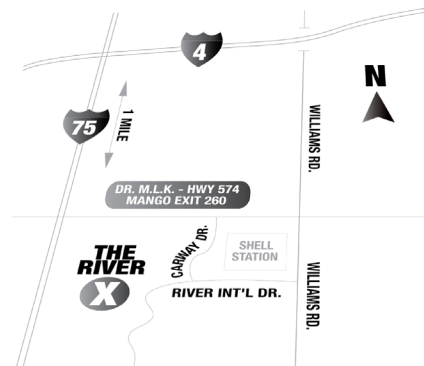 4
N
75
1 MILE
WILLIAMS RD.
DR. M.L.K. - HWY 574
MANGO EXIT 260
THE
RIVER
X
CARWAY DR.
SHELL
STATION
RIVER INT'L DR.
WILLIAMS RD.